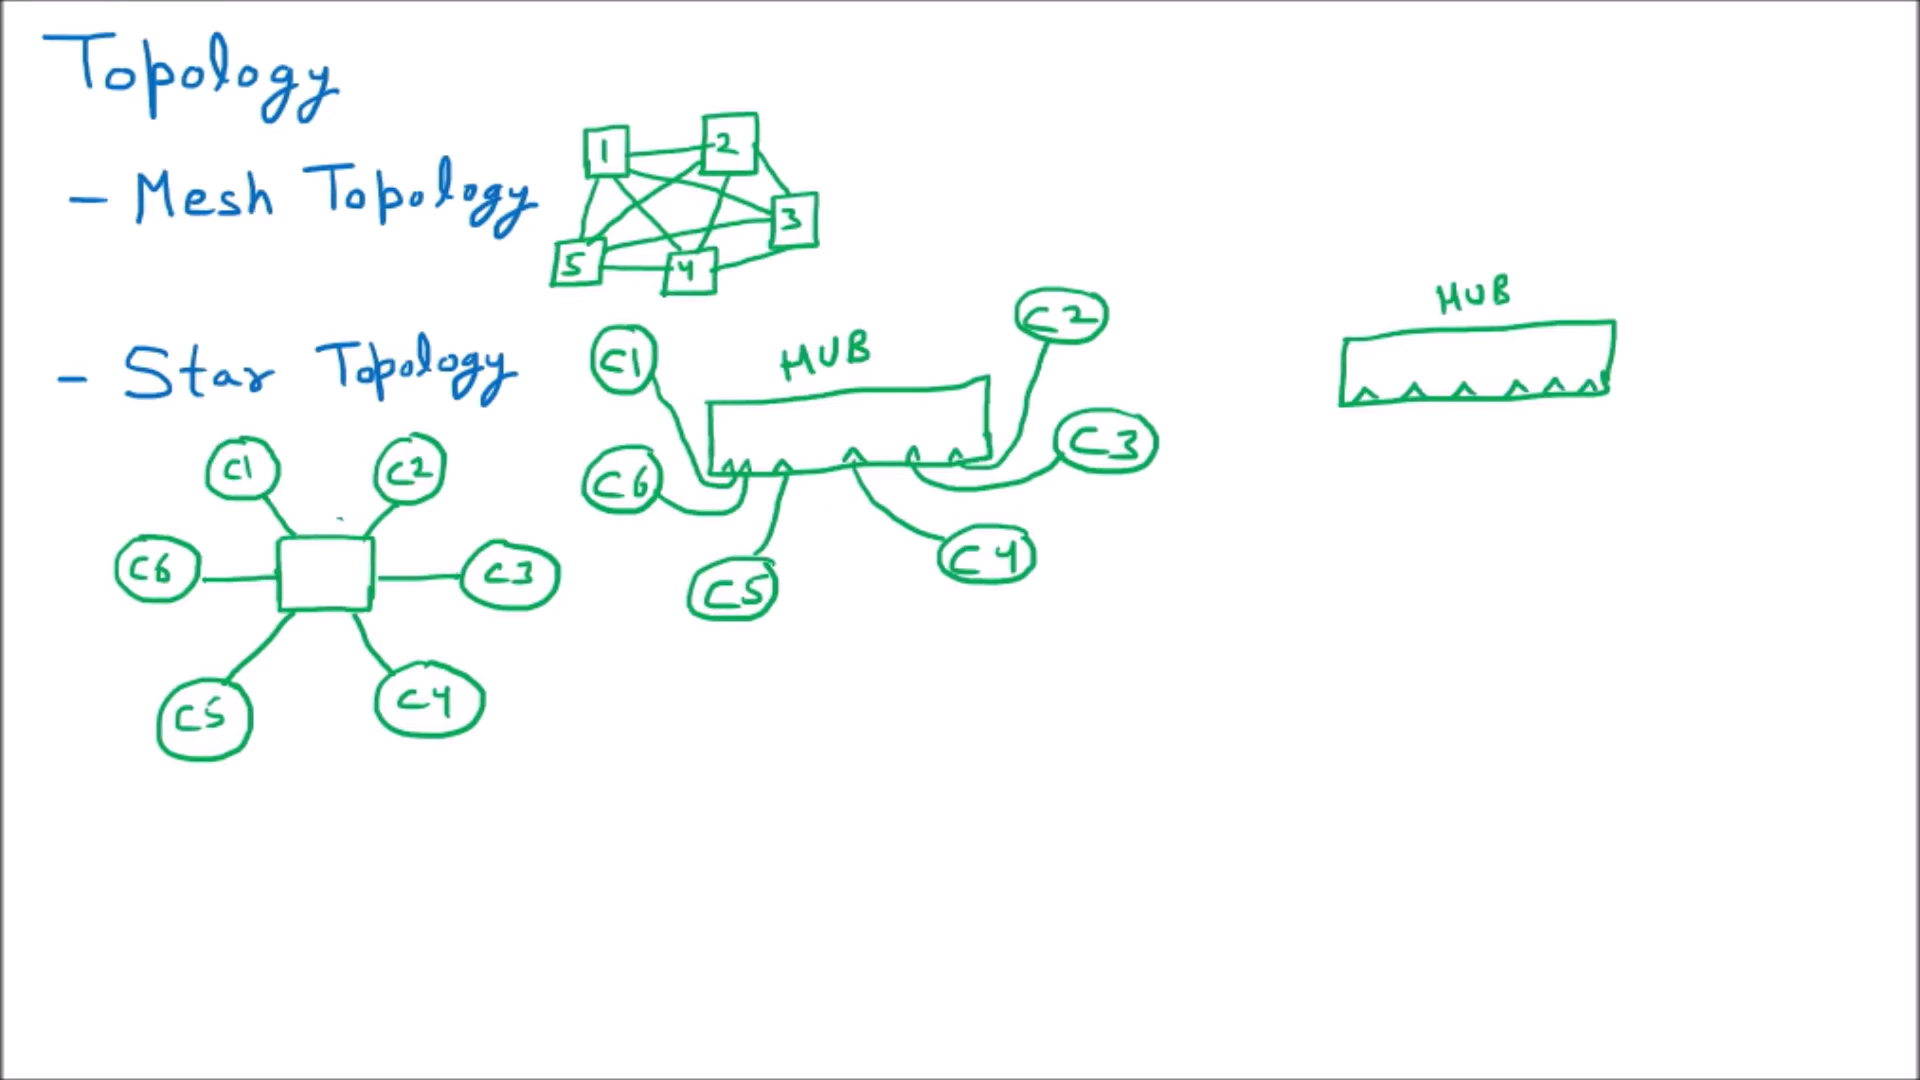 Topology
- Mesh Topology
1
2
3
5
4
- Star Topology
C1
C2
C6
C3
C5
C4
HUB
C1
C2
C6
C3
C5
C4
HUB